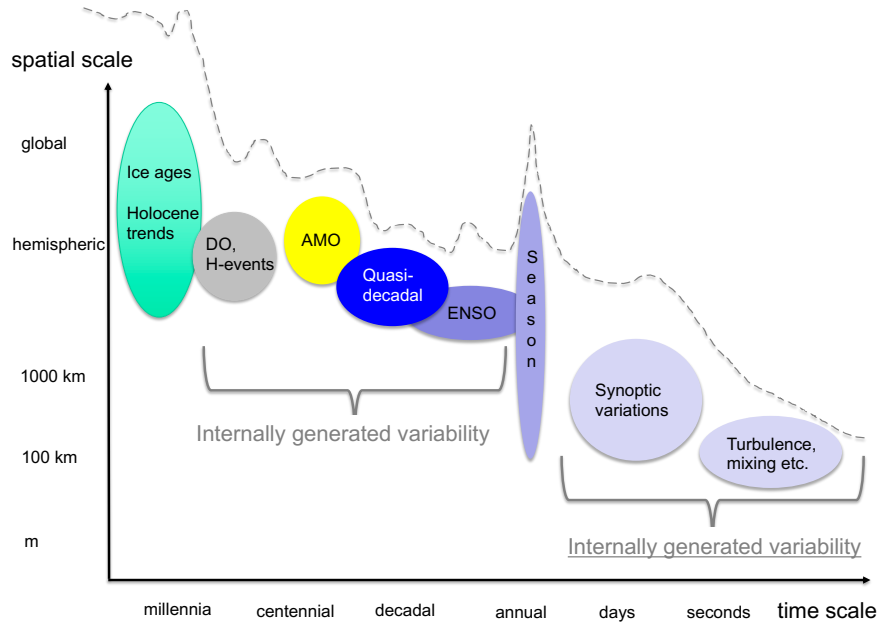 spatial scale
global
Ice ages
Holocene
trends
hemispheric
DO,
H-events
AMO
Quasi-
decadal
ENSO
S
e
a
s
o
n
1000 km
Synoptic
variations
Internally generated variability
100 km
Turbulence,
mixing etc.
m
Internally generated variability
millennia
centennial
decadal
annual
days
seconds
time scale